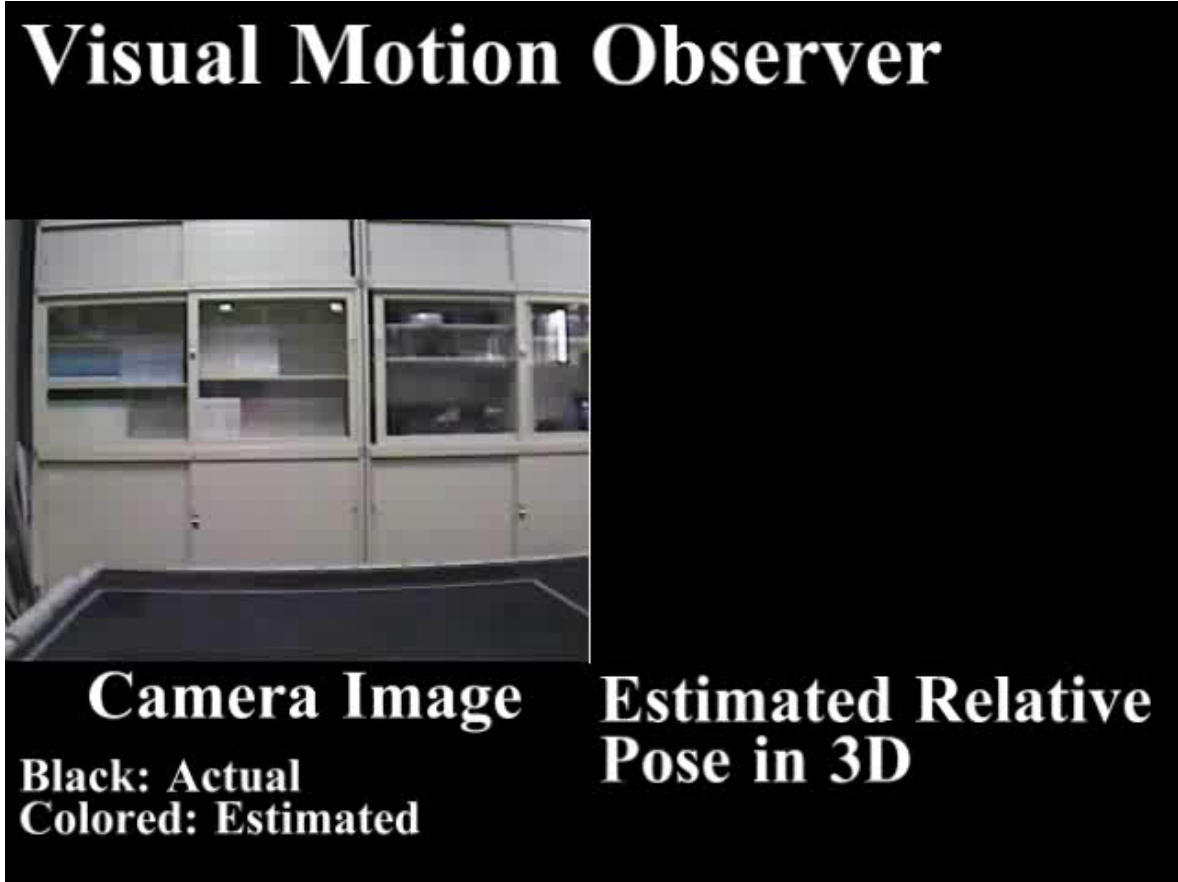 Visual Motion Observer
Camera Image
Black: Actual
Colored: Estimated
Estimated Relative
Pose in 3D